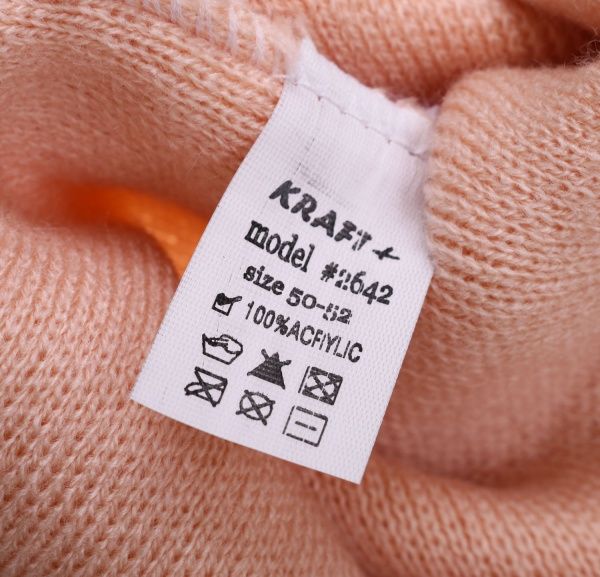 KRAFT +
model #2642
size 50-52
100%ACRYLIC